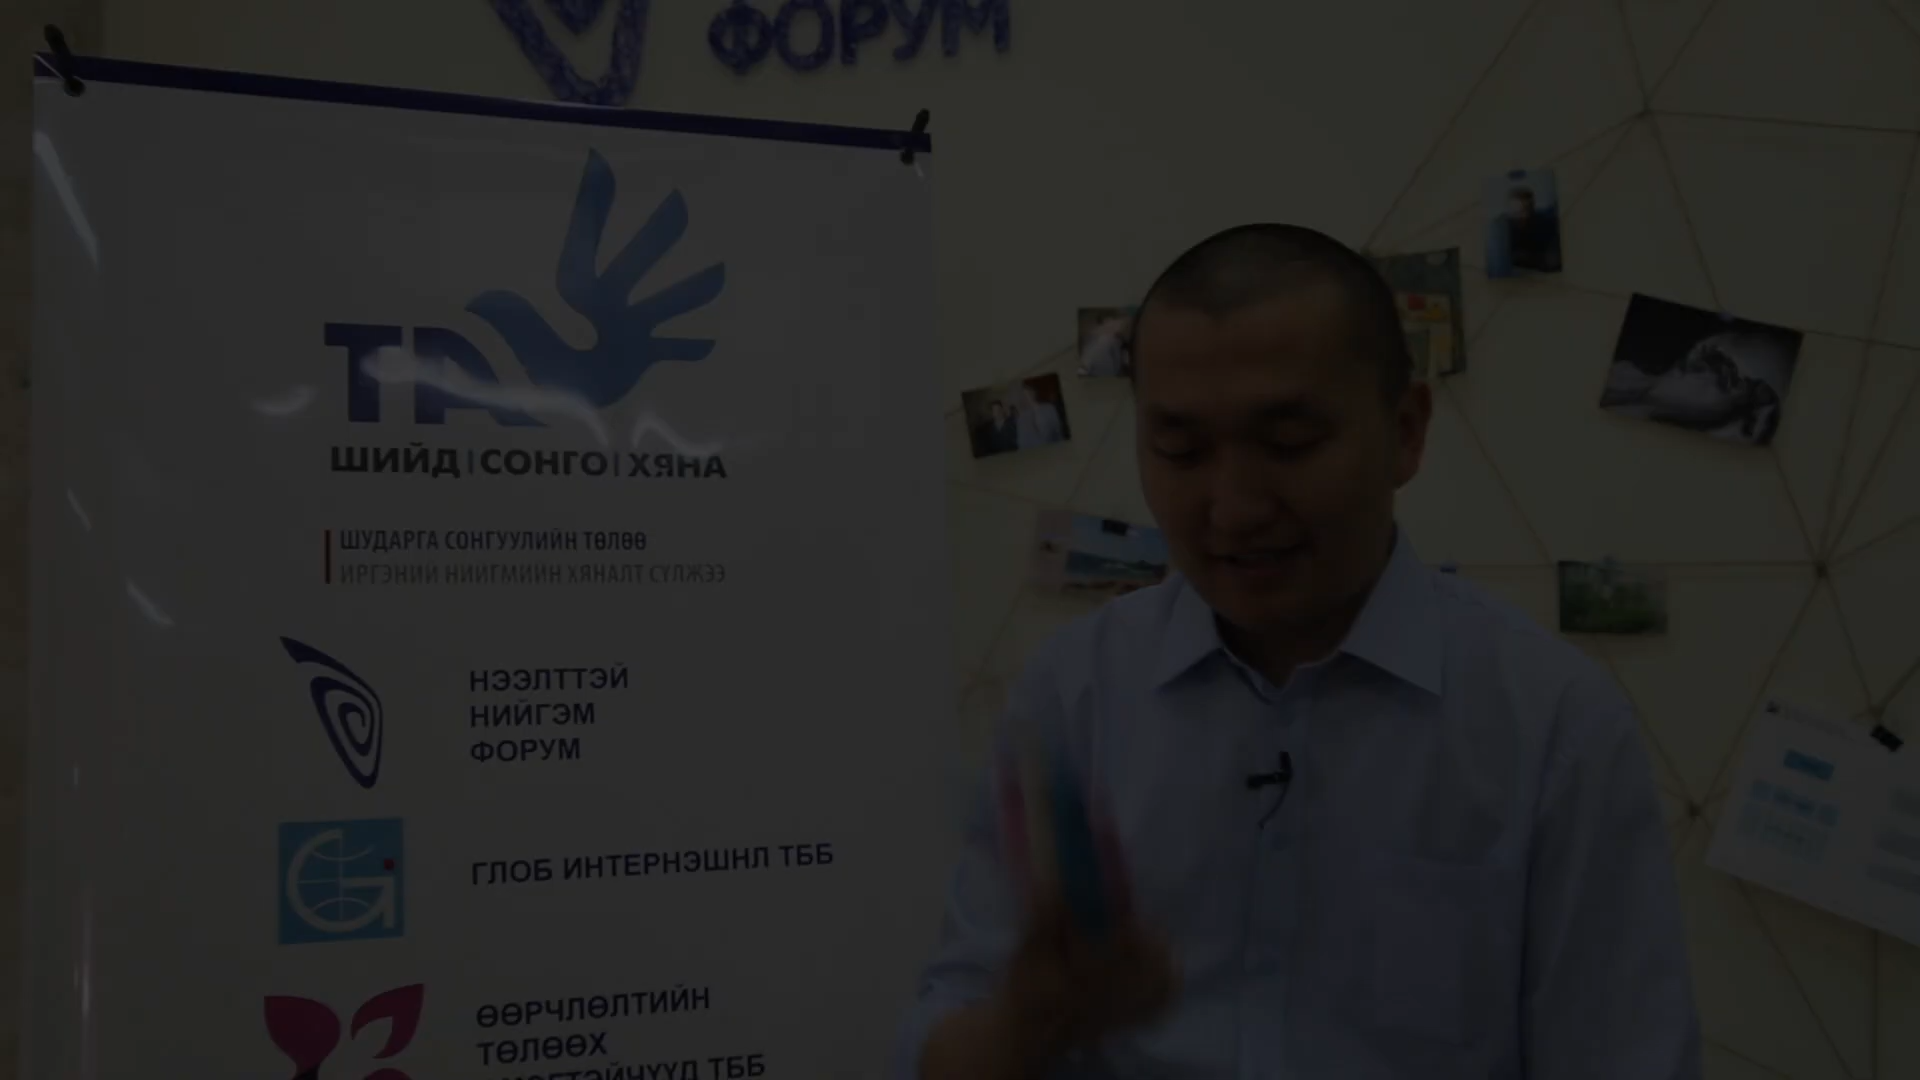 ФОРУМ
ТА
ШИЙД | СОНГО | ХЯНА
ШУДАРГА СОНГУУЛИЙН ТӨЛӨӨ
ИРГЭНИЙ НИЙГМИЙН ХЯНАЛТ СҮЛЖЭЭ
НЭЭЛТТЭЙ
НИЙГЭМ
ФОРУМ
ГЛОБ ИНТЕРНЭШНЛ ТББ
ӨӨРЧЛӨЛТИЙН
ТӨЛӨӨХ
ТББ